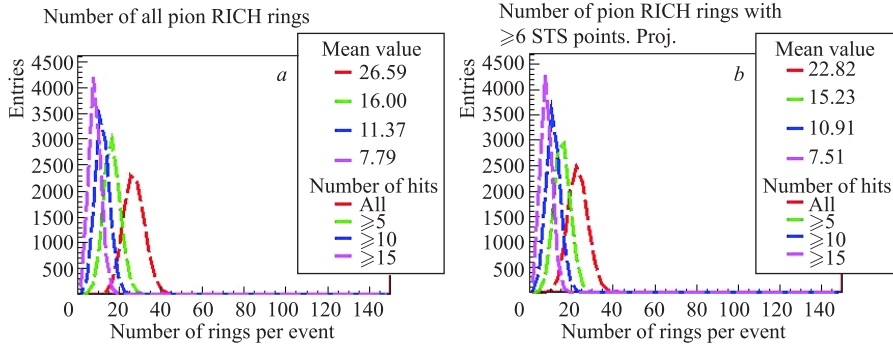 Number of all pion RICH rings
Entries
4500
4000
3500
3000
2500
2000
1500
1000
500
0 20 40 60 80 100 120 140
Number of rings per event
a
Mean value
26.59
16.00
11.37
7.79
Number of hits
All
⩾5
⩾10
⩾15
Number of pion RICH rings with
⩾6 STS points. Proj.
Entries
4500
4000
3500
3000
2500
2000
1500
1000
500
0 20 40 60 80 100 120 140
Number of rings per event
b
Mean value
22.82
15.23
10.91
7.51
Number of hits
All
⩾5
⩾10
⩾15